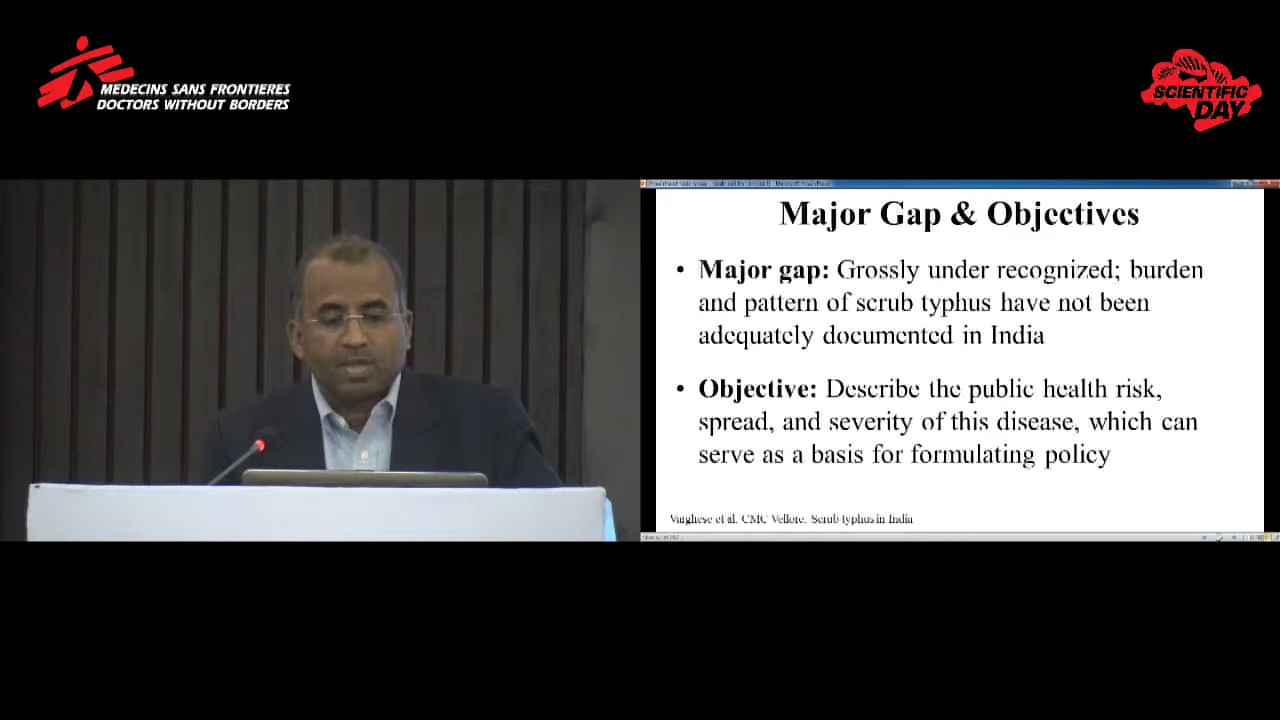 MEDECINS SANS FRONTIERES
DOCTORS WITHOUT BORDERS
SCIENTIFIC
DAY
Major Gap & Objectives
• Major gap: Grossly under recognized; burden
and pattern of scrub typhus have not been
adequately documented in India
• Objective: Describe the public health risk,
spread, and severity of this disease, which can
serve as a basis for formulating policy
Varghese et al. CMC Vellore. Scrub typhus in India